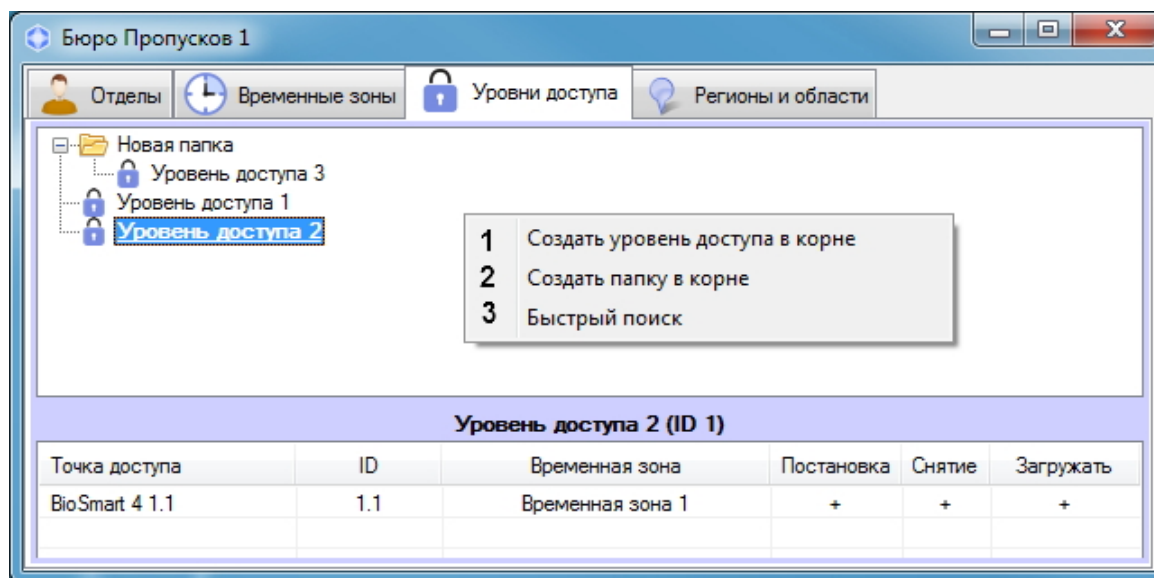 Бюро Пропусков 1
Отделы Временные зоны Уровни доступа Регионы и области
Новая папка
Уровень доступа 3
Уровень доступа 1
Уровень доступа 2
1 Создать уровень доступа в корне
2 Создать папку в корне
3 Быстрый поиск
Уровень доступа 2 (ID 1)
Точка доступа ID Временная зона Постановка Снятие Загружать
BioSmart 4 1.1 1.1 Временная зона 1 + + +